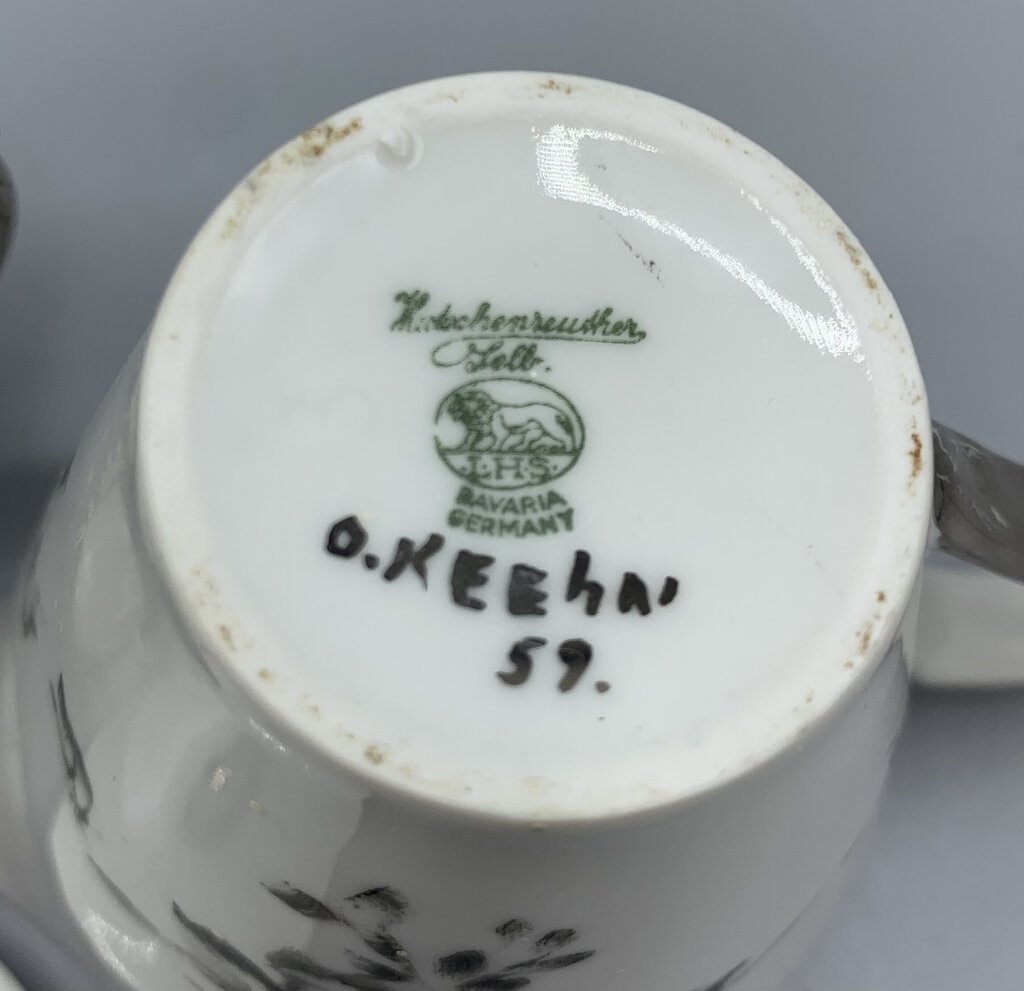 Hutschenreuther
Selb.
L.H.S.
BAVARIA
GERMANY
O.KEEhN
59.